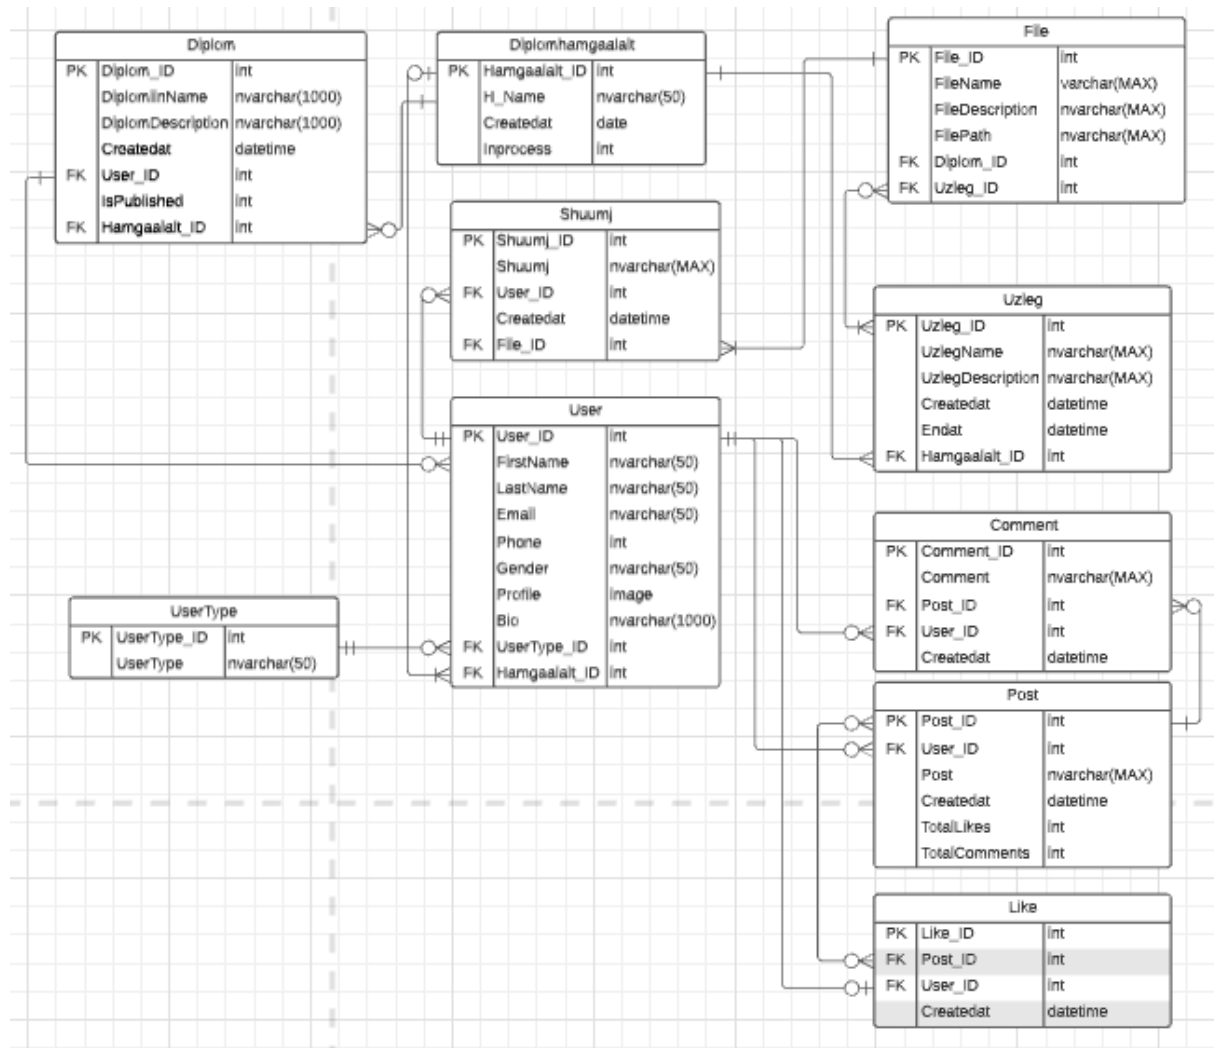 Diplom
PK Diplom_ID int
DiplomiinName nvarchar(1000)
DiplomDescription nvarchar(1000)
Createdat datetime
FK User_ID int
IsPublished int
FK Hamgaalalt_ID int
Diplomhamgaalalt
PK Hamgaalalt_ID int
H_Name nvarchar(50)
Createdat date
Inprocess int
File
PK File_ID int
FileName varchar(MAX)
FileDescription nvarchar(MAX)
FilePath nvarchar(MAX)
FK Diplom_ID int
FK Uzleg_ID int
Shuumj
PK Shuumj_ID int
Shuumj nvarchar(MAX)
FK User_ID int
Createdat datetime
FK File_ID int
Uzleg
PK Uzleg_ID int
UzlegName nvarchar(MAX)
UzlegDescription nvarchar(MAX)
Createdat datetime
Endat datetime
FK Hamgaalalt_ID int
User
PK User_ID int
FirstName nvarchar(50)
LastName nvarchar(50)
Email nvarchar(50)
Phone int
Gender nvarchar(50)
Profile image
Bio nvarchar(1000)
FK UserType_ID int
FK Hamgaalalt_ID int
UserType
PK UserType_ID int
UserType nvarchar(50)
Comment
PK Comment_ID int
Comment nvarchar(MAX)
FK Post_ID int
FK User_ID int
Createdat datetime
Post
PK Post_ID int
FK User_ID int
Post nvarchar(MAX)
Createdat datetime
TotalLikes int
TotalComments int
Like
PK Like_ID int
FK Post_ID int
FK User_ID int
Createdat datetime